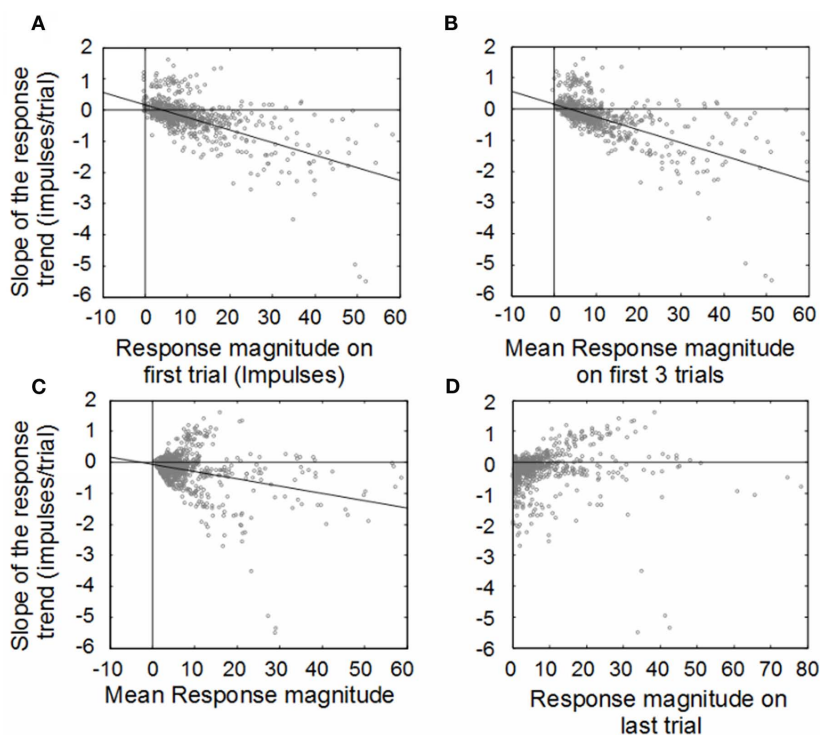 A
2
1
0
-1
-2
-3
-4
-5
-6
-10 0 10 20 30 40 50 60
Slope of the response
trend (impulses/trial)
Response magnitude on
first trial (Impulses)
B
2
1
0
-1
-2
-3
-4
-5
-6
-10 0 10 20 30 40 50 60
Mean Response magnitude
on first 3 trials
C
2
1
0
-1
-2
-3
-4
-5
-6
-10 0 10 20 30 40 50 60
Slope of the response
trend (impulses/trial)
Mean Response magnitude
D
2
1
0
-1
-2
-3
-4
-5
-6
0 10 20 30 40 50 60 70 80
Response magnitude on
last trial